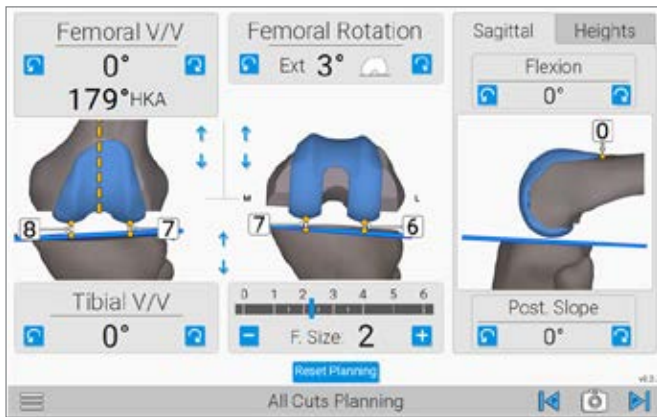 Femoral V/V
0°
179°HKA
Femoral Rotation
Ext 3°
Sagittal Heights
Flexion
0°
0
M L
8 7
7 6
Tibial V/V
0°
0 1 2 3 4 5 6
F. Size 2
Post. Slope
0°
Reset Planning
All Cuts Planning